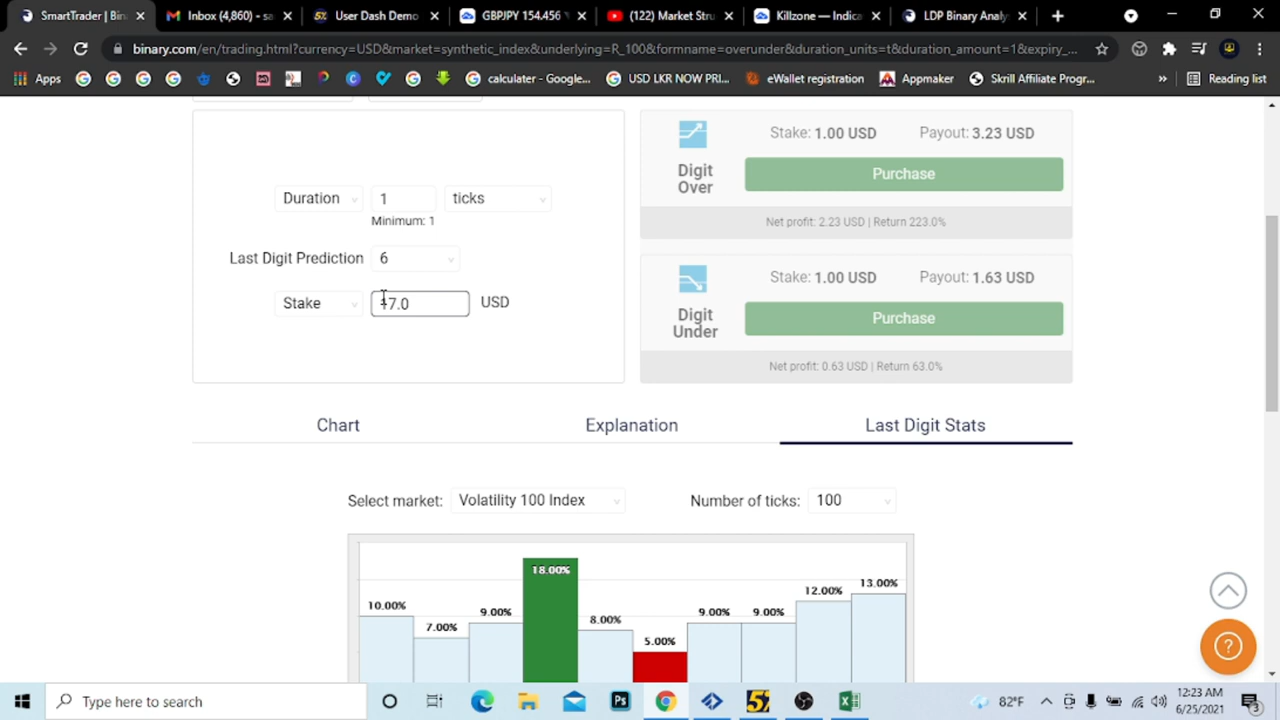 SmartTrader | Bin
Inbox (4,860) - sa
User Dash Demo
GBPJPY 154.456
(122) Market Stru
Killzone — Indica
LDP Binary Analy
binary.com/en/trading.html?currency=USD&market=synthetic_index&underlying=R_100&formname=overunder&duration_units=t&duration_amount=1&expiry_...
Apps
calculater - Google...
USD LKR NOW PRI...
eWallet registration
Appmaker
Skrill Affiliate Progr...
»
Reading list
Duration
1
ticks
Minimum: 1
Last Digit Prediction
6
Stake
17.0
USD
Digit Over
Stake: 1.00 USD
Payout: 3.23 USD
Purchase
Net profit: 2.23 USD | Return 223.0%
Digit Under
Stake: 1.00 USD
Payout: 1.63 USD
Purchase
Net profit: 0.63 USD | Return 63.0%
Chart
Explanation
Last Digit Stats
Select market:
Volatility 100 Index
Number of ticks:
100
10.00%
7.00%
9.00%
18.00%
8.00%
5.00%
9.00%
9.00%
12.00%
13.00%
?
Type here to search
Ps
82°F
12:23 AM
6/25/2021
3